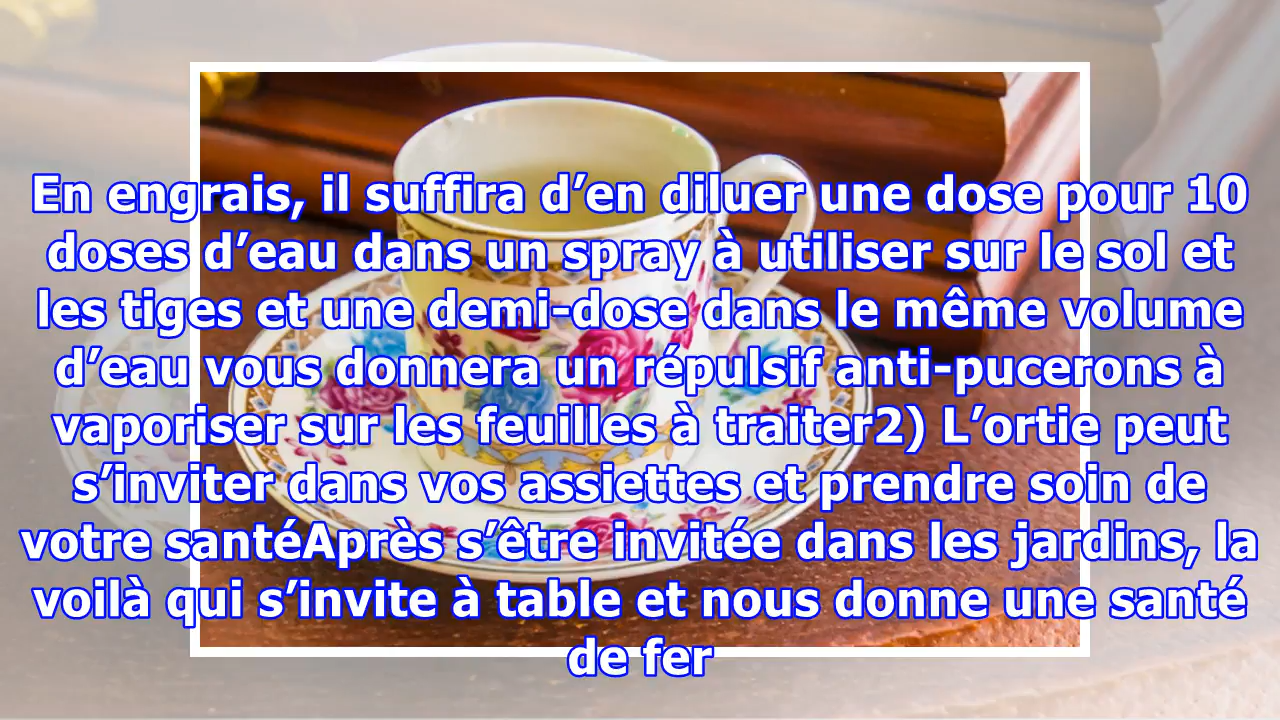 En engrais, il suffira d’en diluer une dose pour 10
doses d’eau dans un spray à utiliser sur le sol et
les tiges et une demi-dose dans le même volume
d’eau vous donnera un répulsif anti-pucerons à
vaporiser sur les feuilles à traiter2) L’ortie peut
s’inviter dans vos assiettes et prendre soin de
votre santéAprès s’être invitée dans les jardins, la
voilà qui s’invite à table et nous donne une santé
de fer